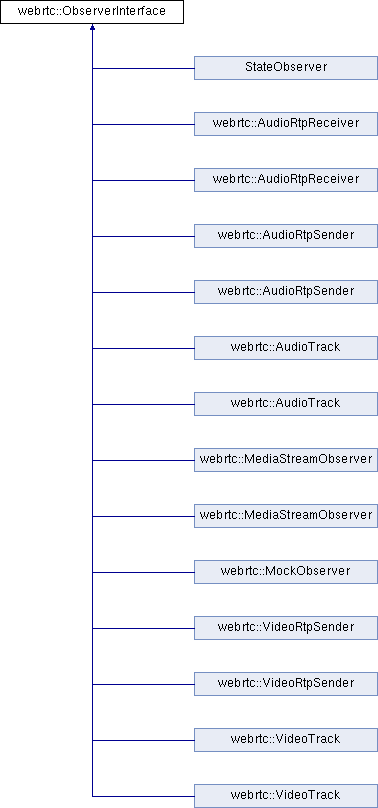 webrtc::ObserverInterface
StateObserver
webrtc::AudioRtpReceiver
webrtc::AudioRtpReceiver
webrtc::AudioRtpSender
webrtc::AudioRtpSender
webrtc::AudioTrack
webrtc::AudioTrack
webrtc::MediaStreamObserver
webrtc::MediaStreamObserver
webrtc::MockObserver
webrtc::VideoRtpSender
webrtc::VideoRtpSender
webrtc::VideoTrack
webrtc::VideoTrack